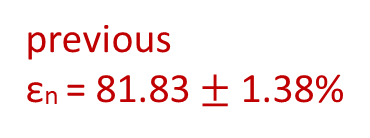 previous
εn = 81.83 ± 1.38%